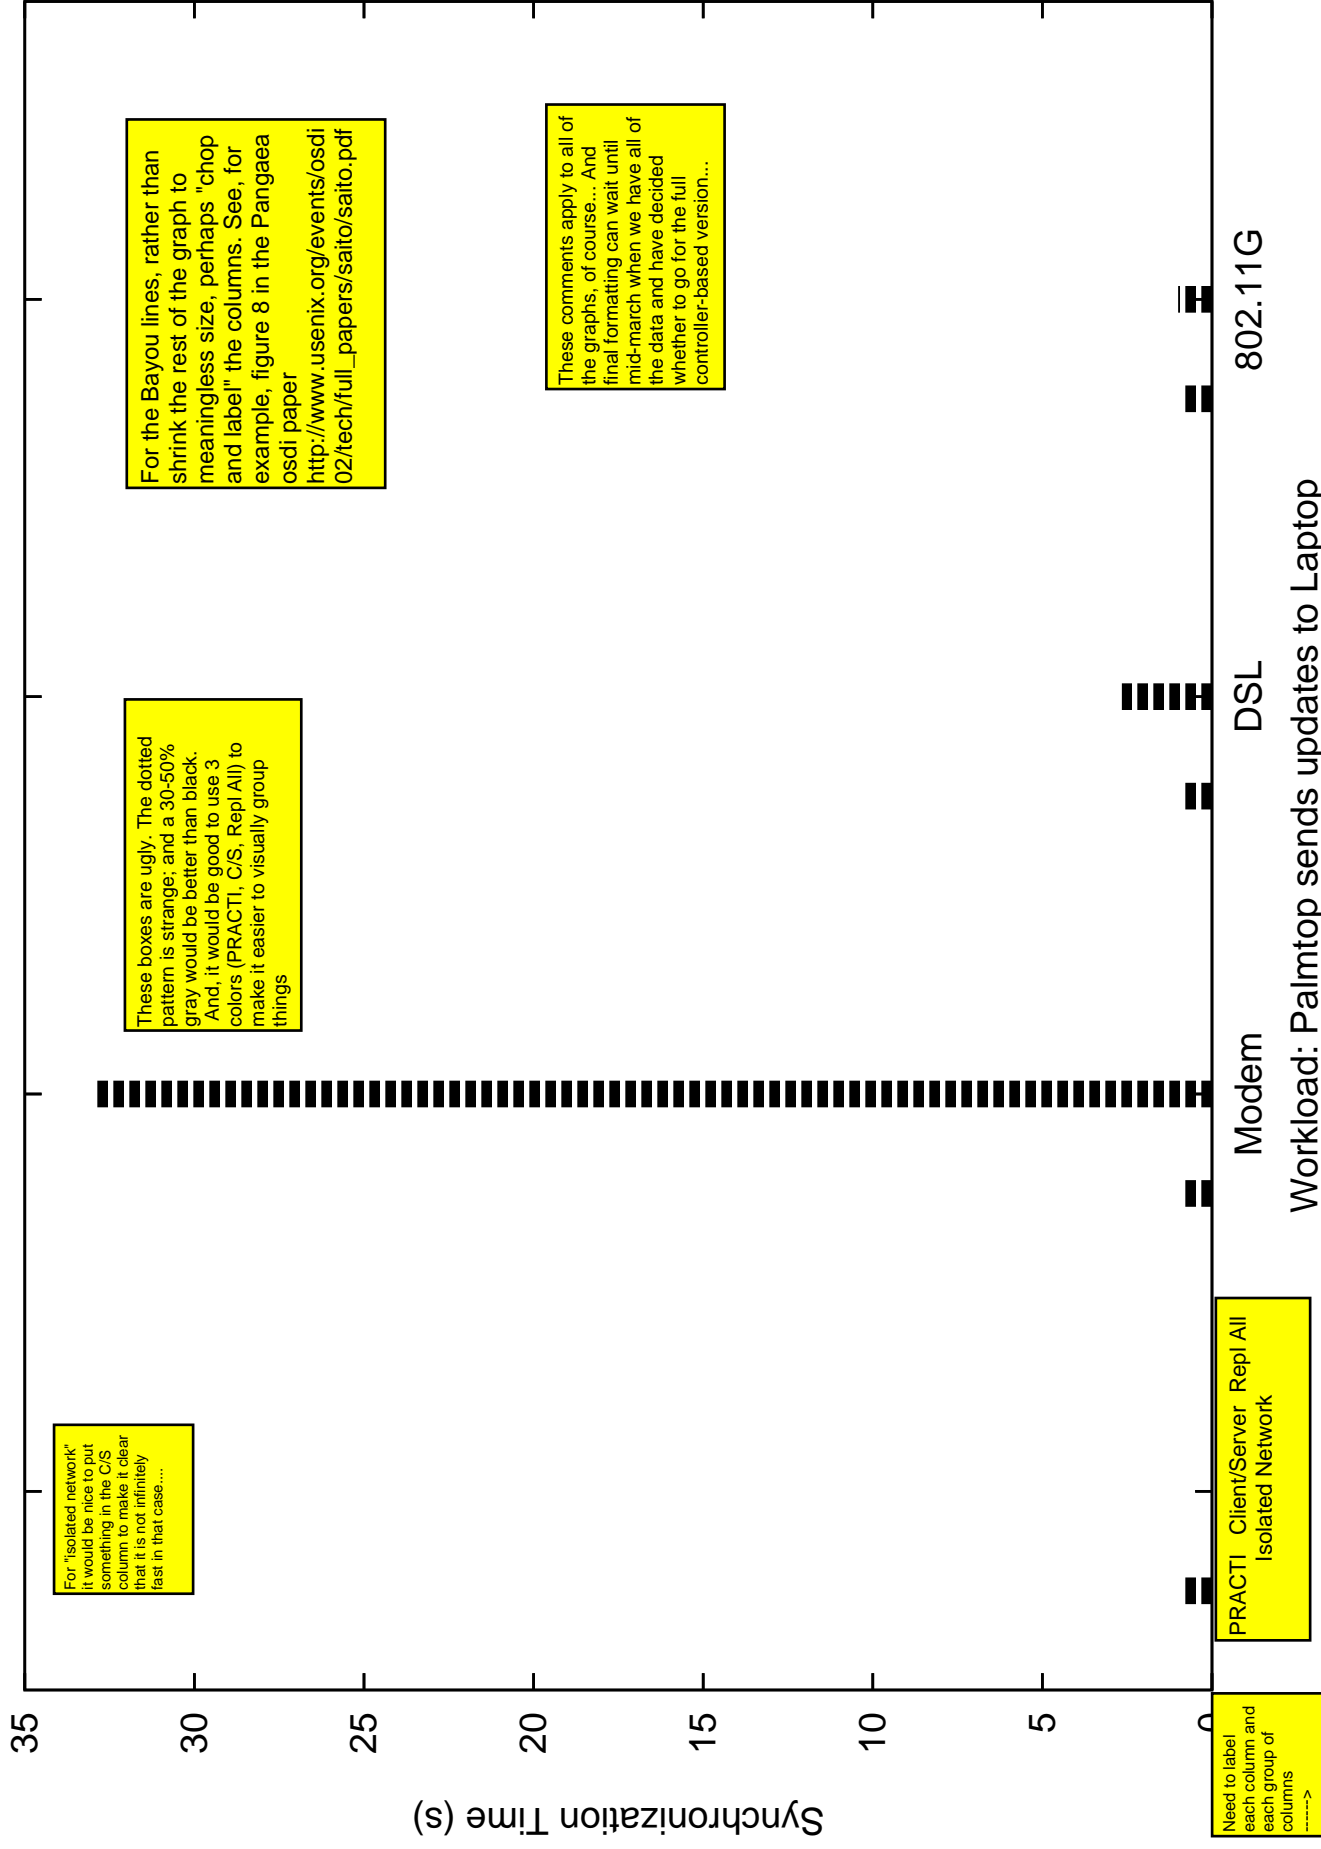 35
30
25
20
15
10
5
0
Synchronization Time (s)
For "isolated network"
it would be nice to put
something in the C/S
column to make it clear
that it is not infinitely
fast in that case....
These boxes are ugly. The dotted
pattern is strange; and a 30-50%
gray would be better than black.
And, it would be good to use 3
colors (PRACTI, C/S, Repl All) to
make it easier to visually group
things
For the Bayou lines, rather than
shrink the rest of the graph to
meaningless size, perhaps "chop
and label" the columns. See, for
example, figure 8 in the Pangaea
osdi paper
http://www.usenix.org/events/osdi
02/tech/full_papers/saito/saito.pdf
These comments apply to all of
the graphs, of course... And
final formatting can wait until
mid-march when we have all of
the data and have decided
whether to go for the full
controller-based version...
Need to label
each column and
each group of
columns
----->
PRACTI Client/Server Repl All
Isolated Network
Modem
DSL
802.11G
Workload: Palmtop sends updates to Laptop